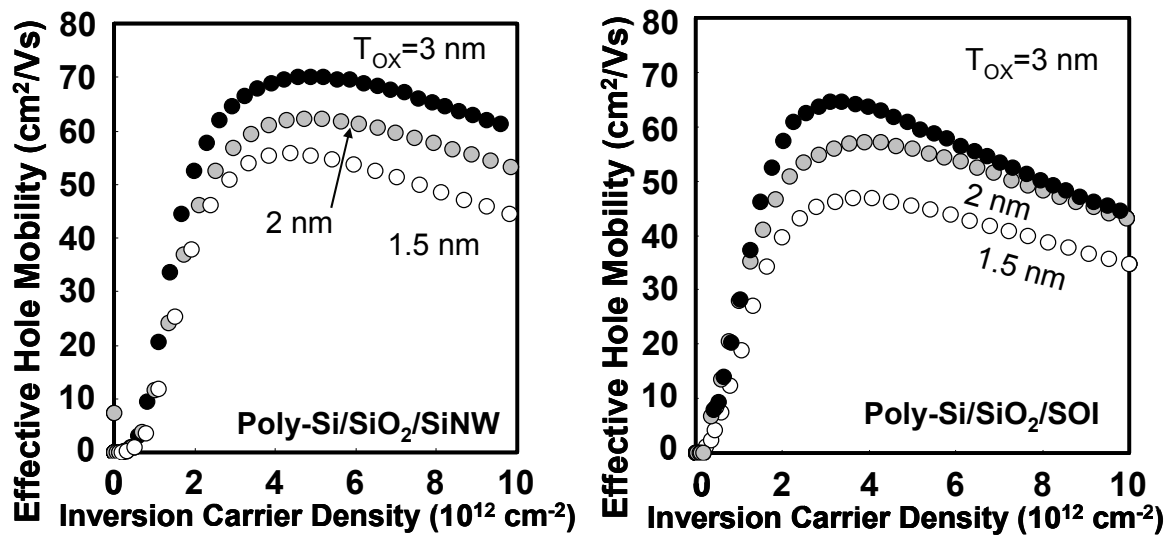 Effective Hole Mobility (cm²/Vs)
80
70
60
50
40
30
20
10
0
T_OX=3 nm
2 nm
1.5 nm
Poly-Si/SiO₂/SiNW
0 2 4 6 8 10
Inversion Carrier Density (10¹² cm⁻²)
Effective Hole Mobility (cm²/Vs)
80
70
60
50
40
30
20
10
0
T_OX=3 nm
2 nm
1.5 nm
Poly-Si/SiO₂/SOI
0 2 4 6 8 10
Inversion Carrier Density (10¹² cm⁻²)